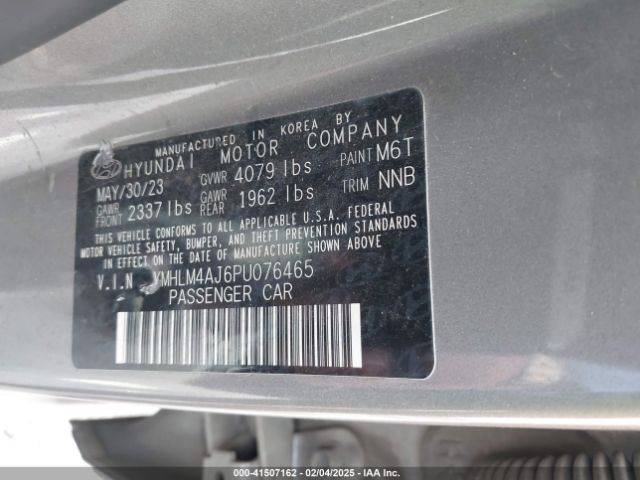 MANUFACTURED IN KOREA BY
HYUNDAI MOTOR COMPANY
MAY/30/23 GVWR 4079 lbs PAINT M6T
GAWR FRONT 2337 lbs GAWR REAR 1962 lbs TRIM NNB
THIS VEHICLE CONFORMS TO ALL APPLICABLE U.S.A. FEDERAL
MOTOR VEHICLE SAFETY, BUMPER, AND THEFT PREVENTION STANDARDS
IN EFFECT ON THE DATE OF MANUFACTURE SHOWN ABOVE.
V.I.N KMHLM4AJ6PU076465
PASSENGER CAR
000-41507162 - 02/04/2025 - IAA Inc.